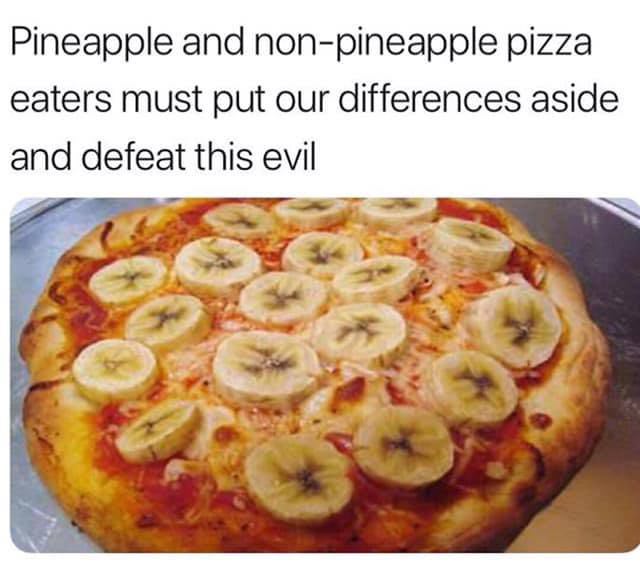 Pineapple and non-pineapple pizza
eaters must put our differences aside
and defeat this evil